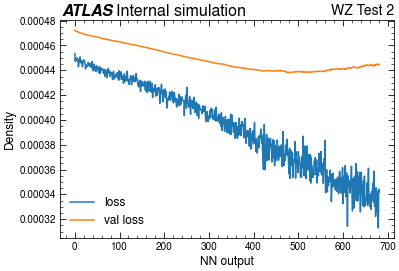 ATLAS Internal simulation
WZ Test 2
0.00048
0.00046
0.00044
0.00042
0.00040
0.00038
0.00036
0.00034
0.00032
Density
loss
val loss
0 100 200 300 400 500 600 700
NN output